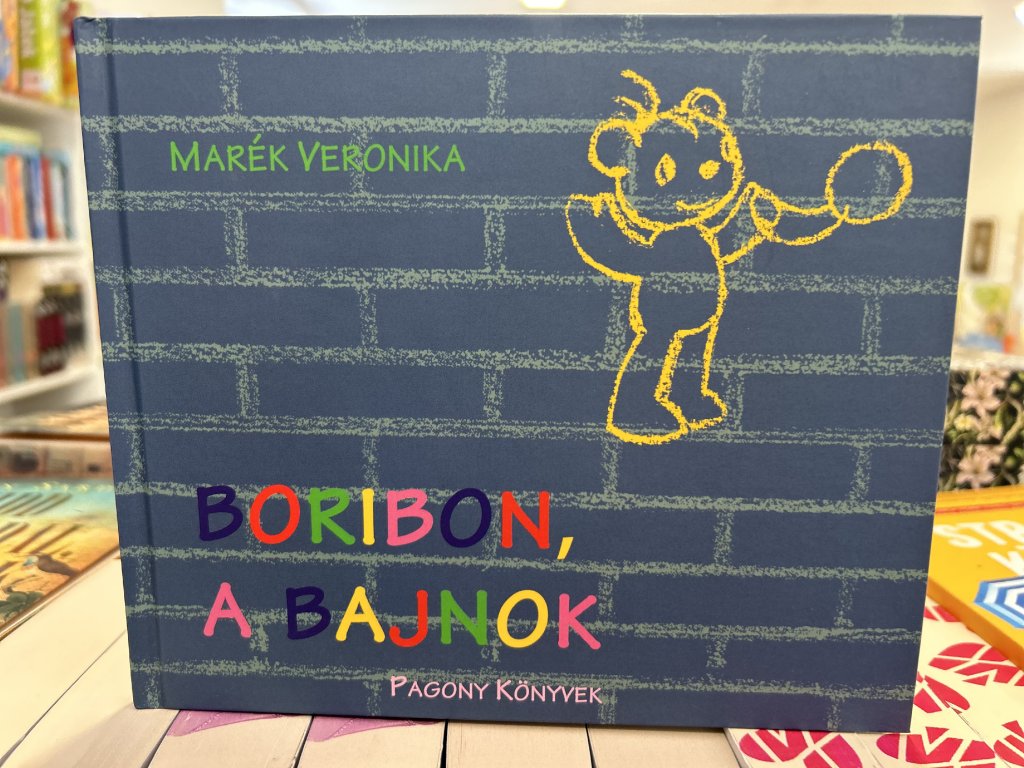 MARÉK VERONIKA
BORIBON,
A BAJNOK
PAGONY KÖNYVEK